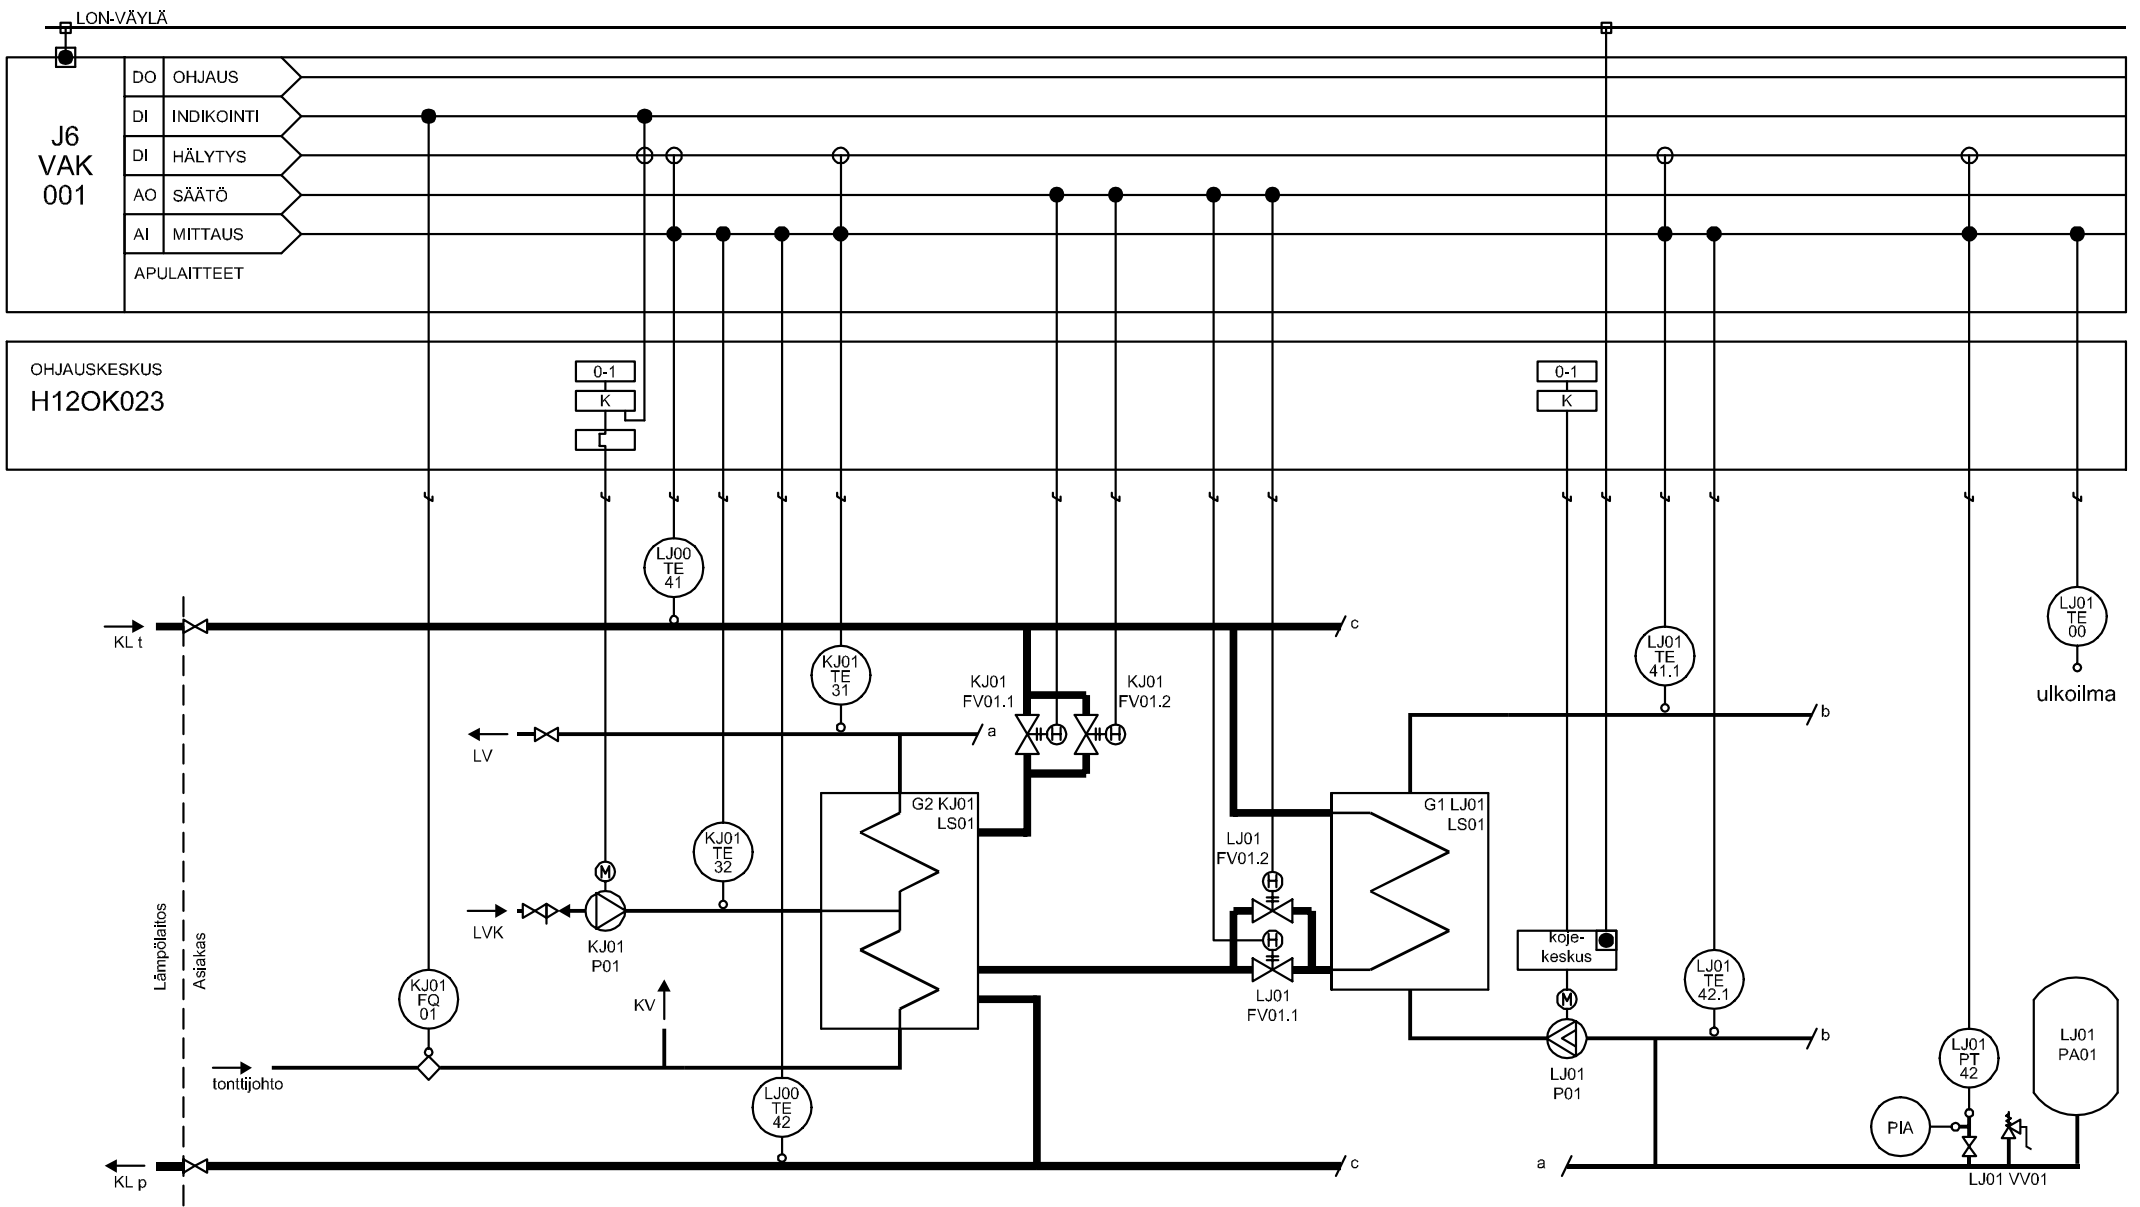 LON-VÄYLÄ
J6
VAK
001
DO OHJAUS
DI INDIKOINTI
DI HÄLYTYS
AO SÄÄTÖ
AI MITTAUS
APULAITTEET
OHJAUSKESKUS
H12OK023
0-1
K
0-1
K
LJ00
TE
41
KL t
c
KJ01
TE
31
KJ01
FV01.1
KJ01
FV01.2
H
H
LJ01
TE
41.1
LJ01
TE
00
ulkoilma
LV
a
b
G2 KJ01
LS01
G1 LJ01
LS01
KJ01
TE
32
LJ01
FV01.2
H
M
LVK
KJ01
P01
H
LJ01
FV01.1
koje-
keskus
Lämpölaitos
Asiakas
KJ01
FQ
01
KV
M
LJ01
TE
42.1
LJ01
P01
b
LJ01
PT
42
LJ01
PA01
tonttijohto
LJ00
TE
42
PIA
KL p
c
a
LJ01 VV01